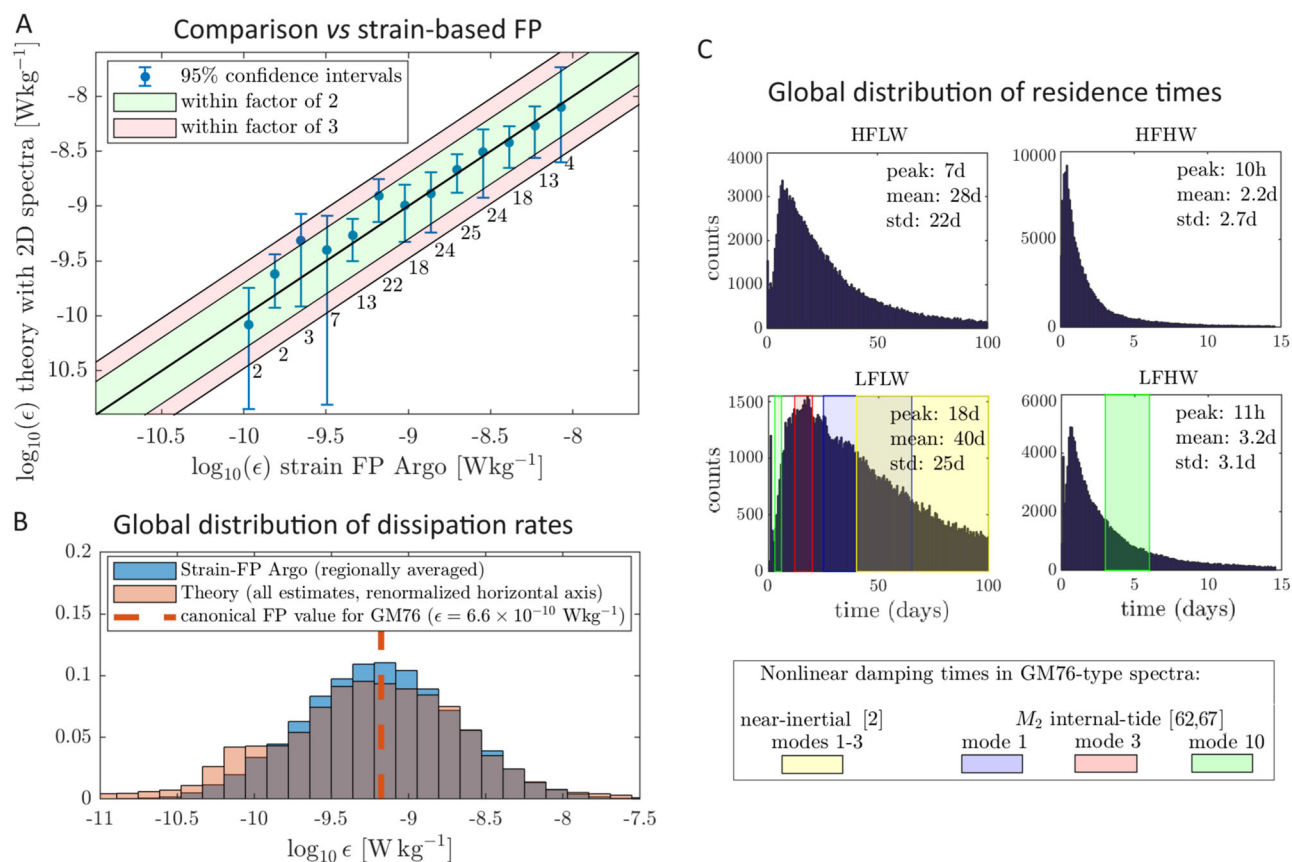 A
Comparison vs strain-based FP
log₁₀(ϵ) theory with 2D spectra [Wkg⁻¹]
95% confidence intervals
within factor of 2
within factor of 3
-8
-8.5
-9
-9.5
-10
10.5
2
2
3
7
13
22
18
24
25
24
18
13
4
-10.5
-10
-9.5
-9
-8.5
-8
log₁₀(ϵ) strain FP Argo [Wkg⁻¹]
B
Global distribution of dissipation rates
0.2
0.15
0.1
0.05
0
Strain-FP Argo (regionally averaged)
Theory (all estimates, renormalized horizontal axis)
canonical FP value for GM76 (ϵ = 6.6 × 10⁻¹⁰ Wkg⁻¹)
-11
-10.5
-10
-9.5
-9
-8.5
-8
-7.5
log₁₀ ϵ [W kg⁻¹]
C
Global distribution of residence times
HFLW
4000
3000
2000
1000
0
counts
peak: 7d
mean: 28d
std: 22d
0
50
100
HFHW
10000
5000
0
peak: 10h
mean: 2.2d
std: 2.7d
0
5
10
15
LFLW
1500
1000
500
0
counts
peak: 18d
mean: 40d
std: 25d
0
50
100
time (days)
LFHW
6000
4000
2000
0
peak: 11h
mean: 3.2d
std: 3.1d
0
5
10
15
time (days)
Nonlinear damping times in GM76-type spectra:
near-inertial [2]
modes 1-3
M₂ internal-tide [62,67]
mode 1
mode 3
mode 10